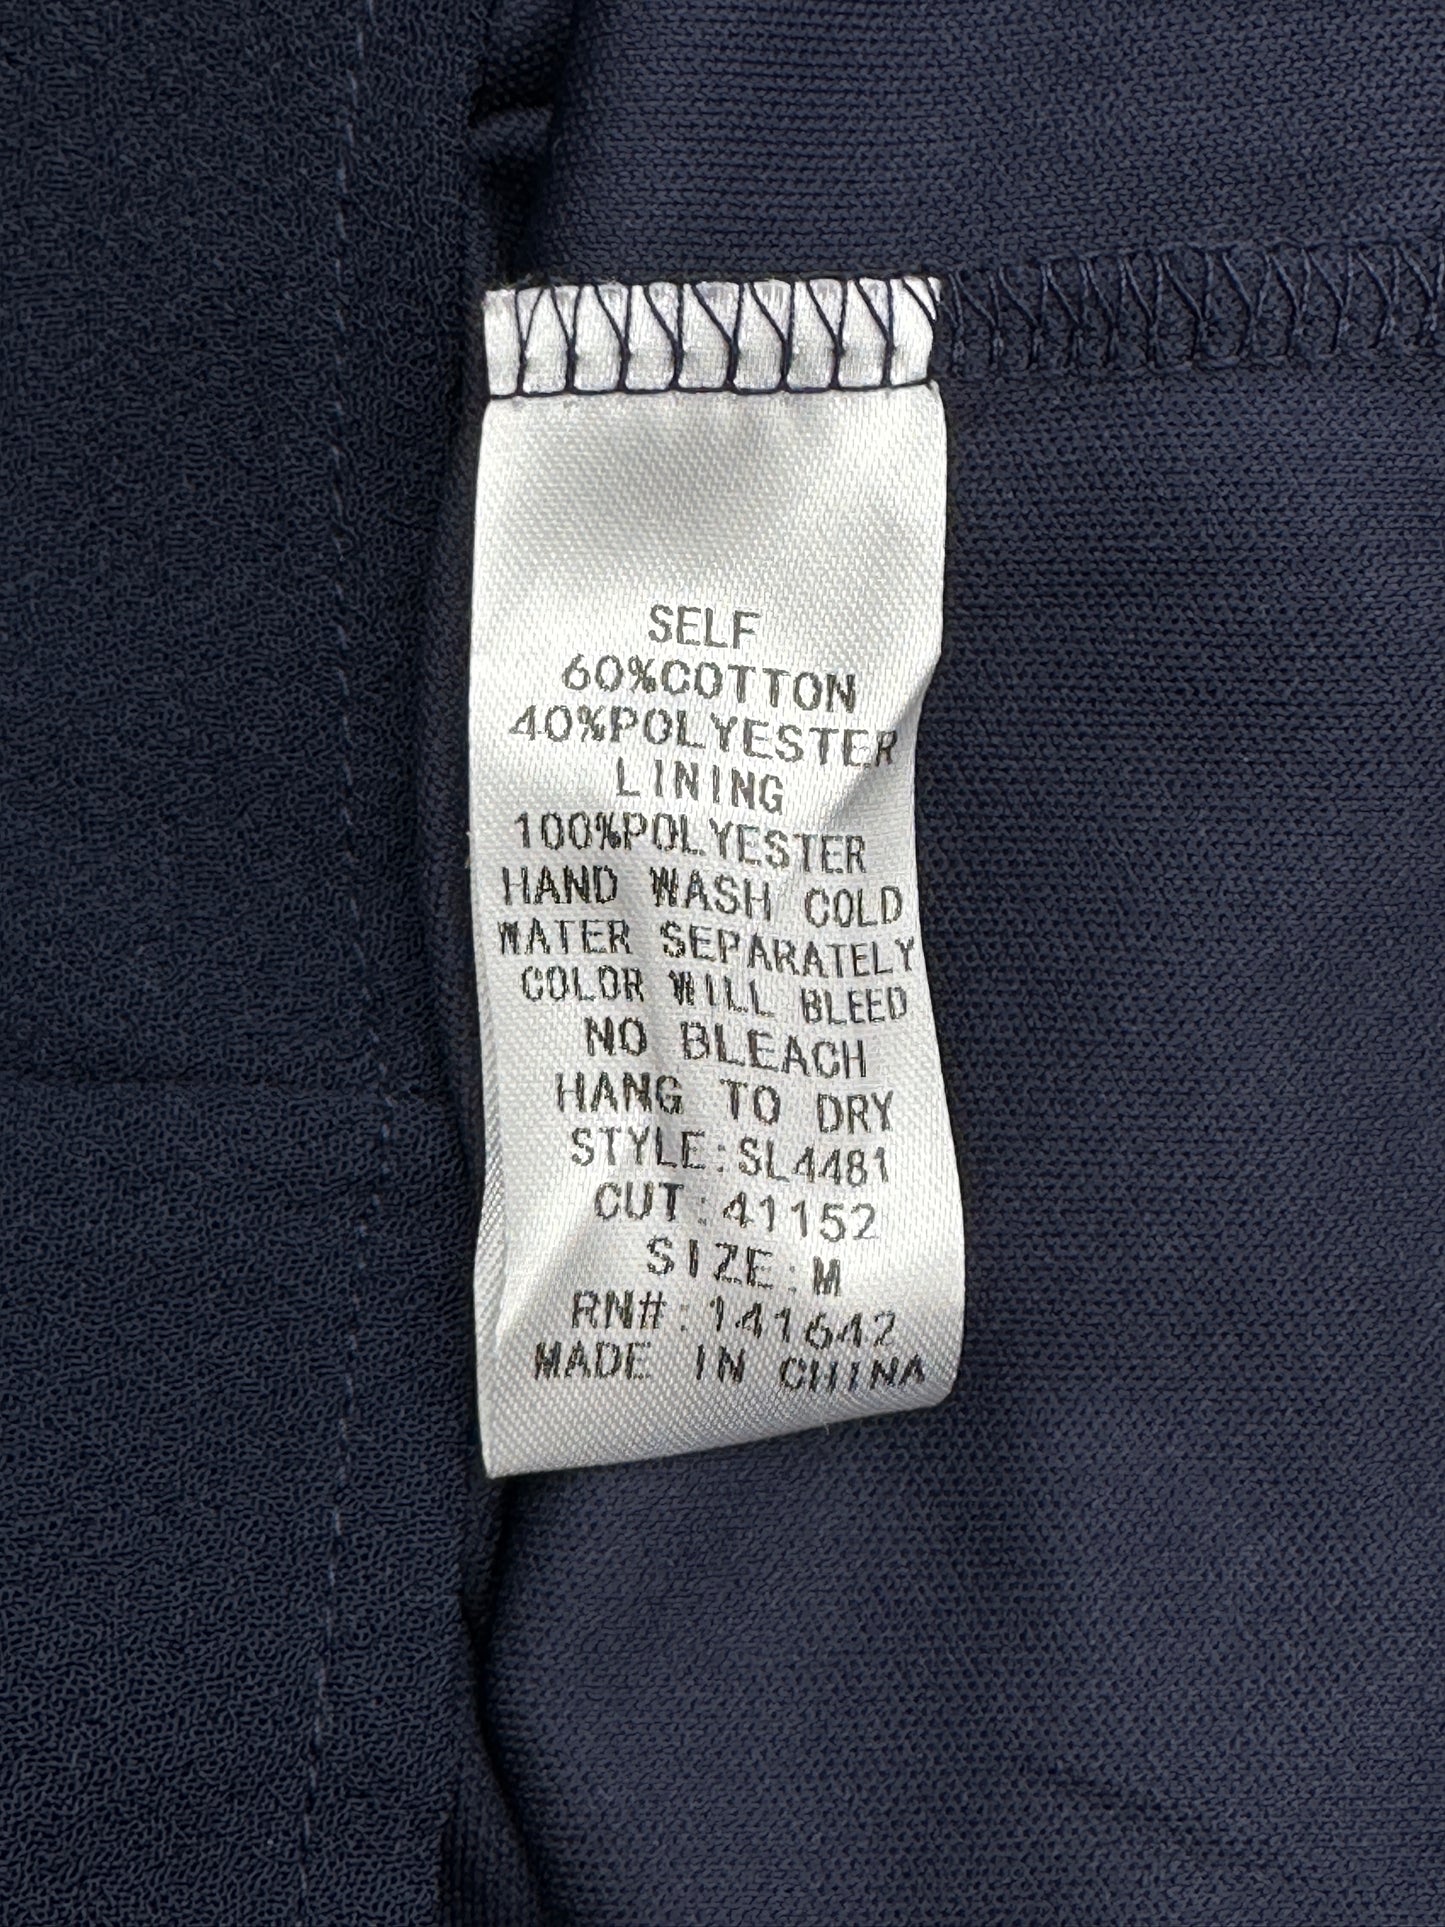 SELF
60%COTTON
40%POLYESTER
LINING
100%POLYESTER
HAND WASH COLD
WATER SEPARATELY
COLOR WILL BLEED
NO BLEACH
HANG TO DRY
STYLE:SL4481
CUT:41152
SIZE:M
RN#:141642
MADE IN CHINA